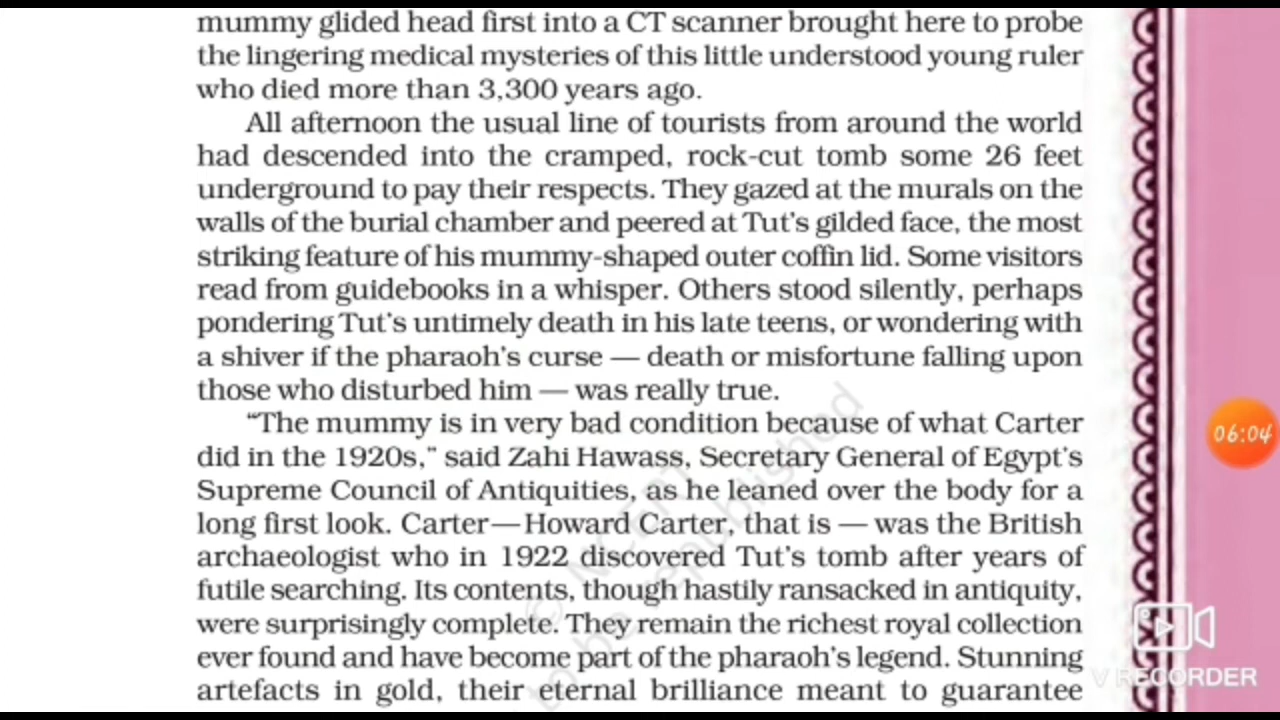 mummy glided head first into a CT scanner brought here to probe
the lingering medical mysteries of this little understood young ruler
who died more than 3,300 years ago.
All afternoon the usual line of tourists from around the world
had descended into the cramped, rock-cut tomb some 26 feet
underground to pay their respects. They gazed at the murals on the
walls of the burial chamber and peered at Tut's gilded face, the most
striking feature of his mummy-shaped outer coffin lid. Some visitors
read from guidebooks in a whisper. Others stood silently, perhaps
pondering Tut's untimely death in his late teens, or wondering with
a shiver if the pharaoh's curse — death or misfortune falling upon
those who disturbed him — was really true.
“The mummy is in very bad condition because of what Carter
did in the 1920s,” said Zahi Hawass, Secretary General of Egypt's
Supreme Council of Antiquities, as he leaned over the body for a
long first look. Carter—Howard Carter, that is — was the British
archaeologist who in 1922 discovered Tut's tomb after years of
futile searching. Its contents, though hastily ransacked in antiquity,
were surprisingly complete. They remain the richest royal collection
ever found and have become part of the pharaoh's legend. Stunning
artefacts in gold, their eternal brilliance meant to guarantee
© NCERT
to be republished
06:04
V RECORDER